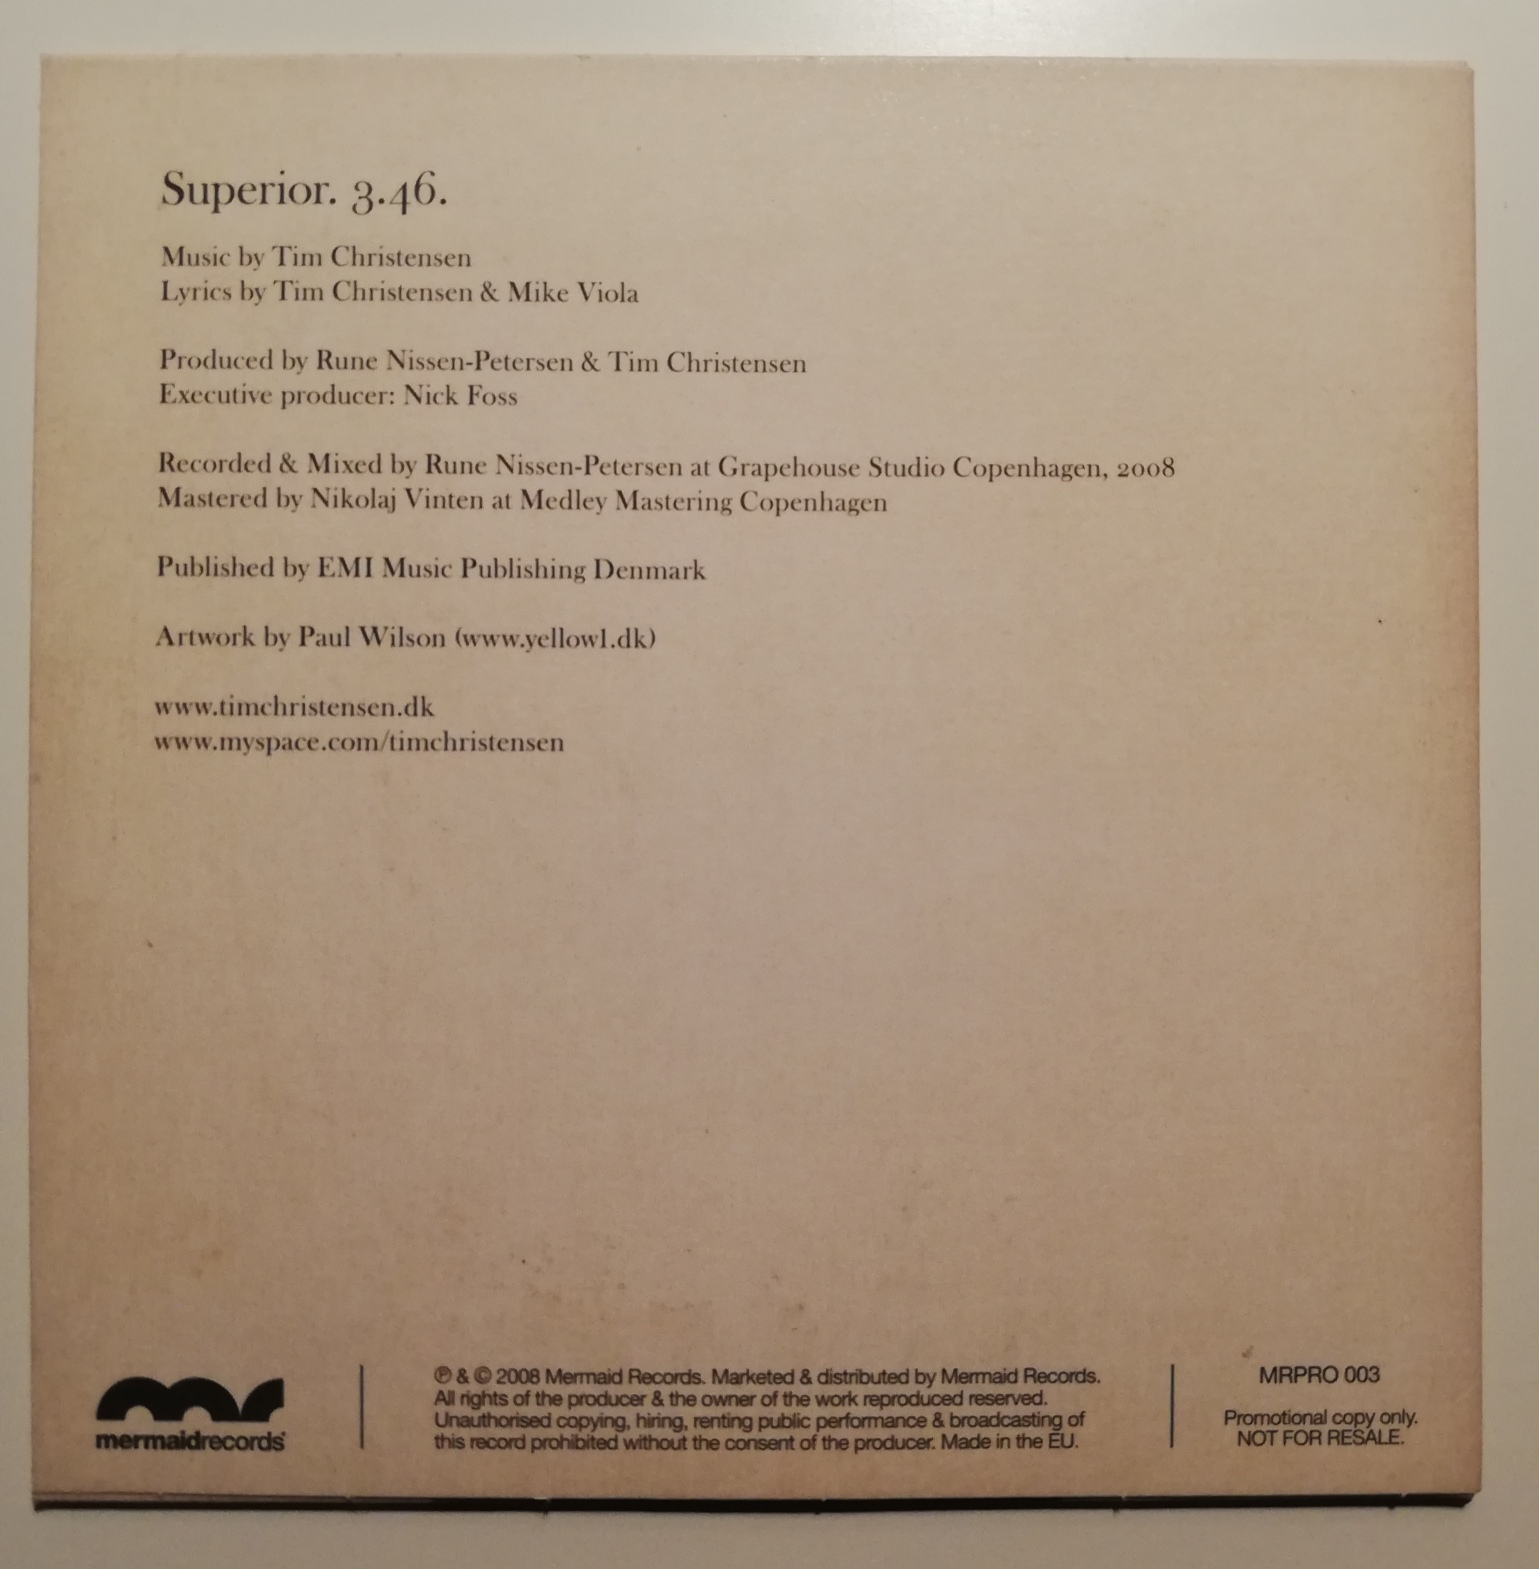 Superior. 3.46.
Music by Tim Christensen
Lyrics by Tim Christensen & Mike Viola
Produced by Rune Nissen-Petersen & Tim Christensen
Executive producer: Nick Foss
Recorded & Mixed by Rune Nissen-Petersen at Grapehouse Studio Copenhagen, 2008
Mastered by Nikolaj Vinten at Medley Mastering Copenhagen
Published by EMI Music Publishing Denmark
Artwork by Paul Wilson (www.yellow1.dk)
www.timchristensen.dk
www.myspace.com/timchristensen
mermaidrecords
℗ & © 2008 Mermaid Records. Marketed & distributed by Mermaid Records.
All rights of the producer & the owner of the work reproduced reserved.
Unauthorised copying, hiring, renting public performance & broadcasting of
this record prohibited without the consent of the producer. Made in the EU.
MRPRO 003
Promotional copy only.
NOT FOR RESALE.